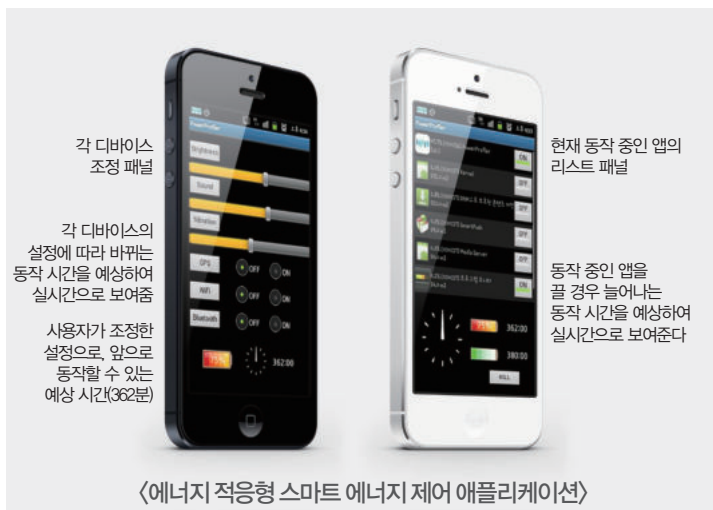 각 디바이스
조정 패널
각 디바이스의
설정에 따라 바뀌는
동작 시간을 예상하여
실시간으로 보여줌
사용자가 조정한
설정으로, 앞으로
동작할 수 있는
예상 시간(362분)
PowerProfiler
Brightness
Sound
Vibration
GPS
OFF
ON
WiFi
OFF
ON
Bluetooth
OFF
ON
362:00
PowerProfiler
ON
OFF
OFF
OFF
OFF
ON
362:00
380:00
KILL
현재 동작 중인 앱의
리스트 패널
동작 중인 앱을
끌 경우 늘어나는
동작 시간을 예상하여
실시간으로 보여준다
〈에너지 적응형 스마트 에너지 제어 애플리케이션〉